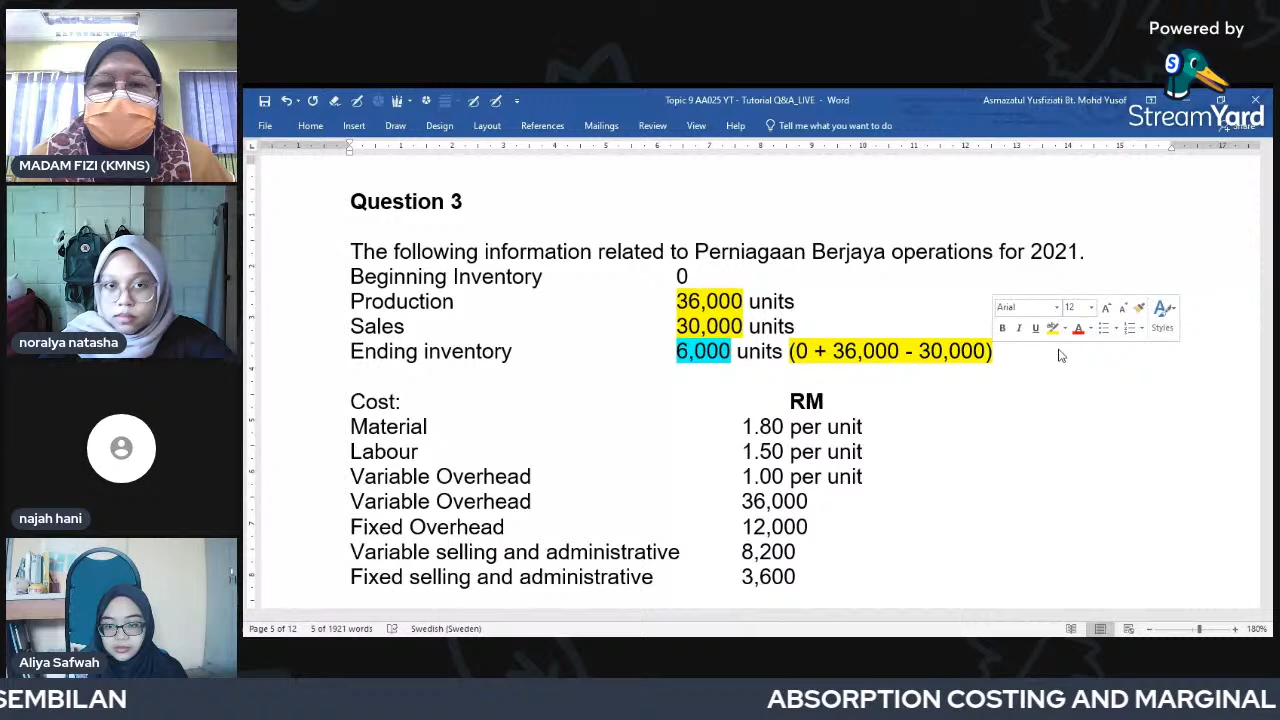 Powered by
S
StreamYard
MADAM FIZI (KMNS)
noralya natasha
najah hani
Aliya Safwah
Topic 9 AA025 YT - Tutorial Q&A_LIVE - Word
Asmazatul Yusfiziati Bt. Mohd Yusof
File Home Insert Draw Design Layout References Mailings Review View Help Tell me what you want to do
Question 3
The following information related to Perniagaan Berjaya operations for 2021.
Beginning Inventory 0
Production 36,000 units
Sales 30,000 units
Ending inventory 6,000 units (0 + 36,000 - 30,000)
Arial 12
B I U A Styles
Cost: RM
Material 1.80 per unit
Labour 1.50 per unit
Variable Overhead 1.00 per unit
Variable Overhead 36,000
Fixed Overhead 12,000
Variable selling and administrative 8,200
Fixed selling and administrative 3,600
Page 5 of 12 5 of 1921 words Swedish (Sweden) 180%
SEMBILAN ABSORPTION COSTING AND MARGINAL